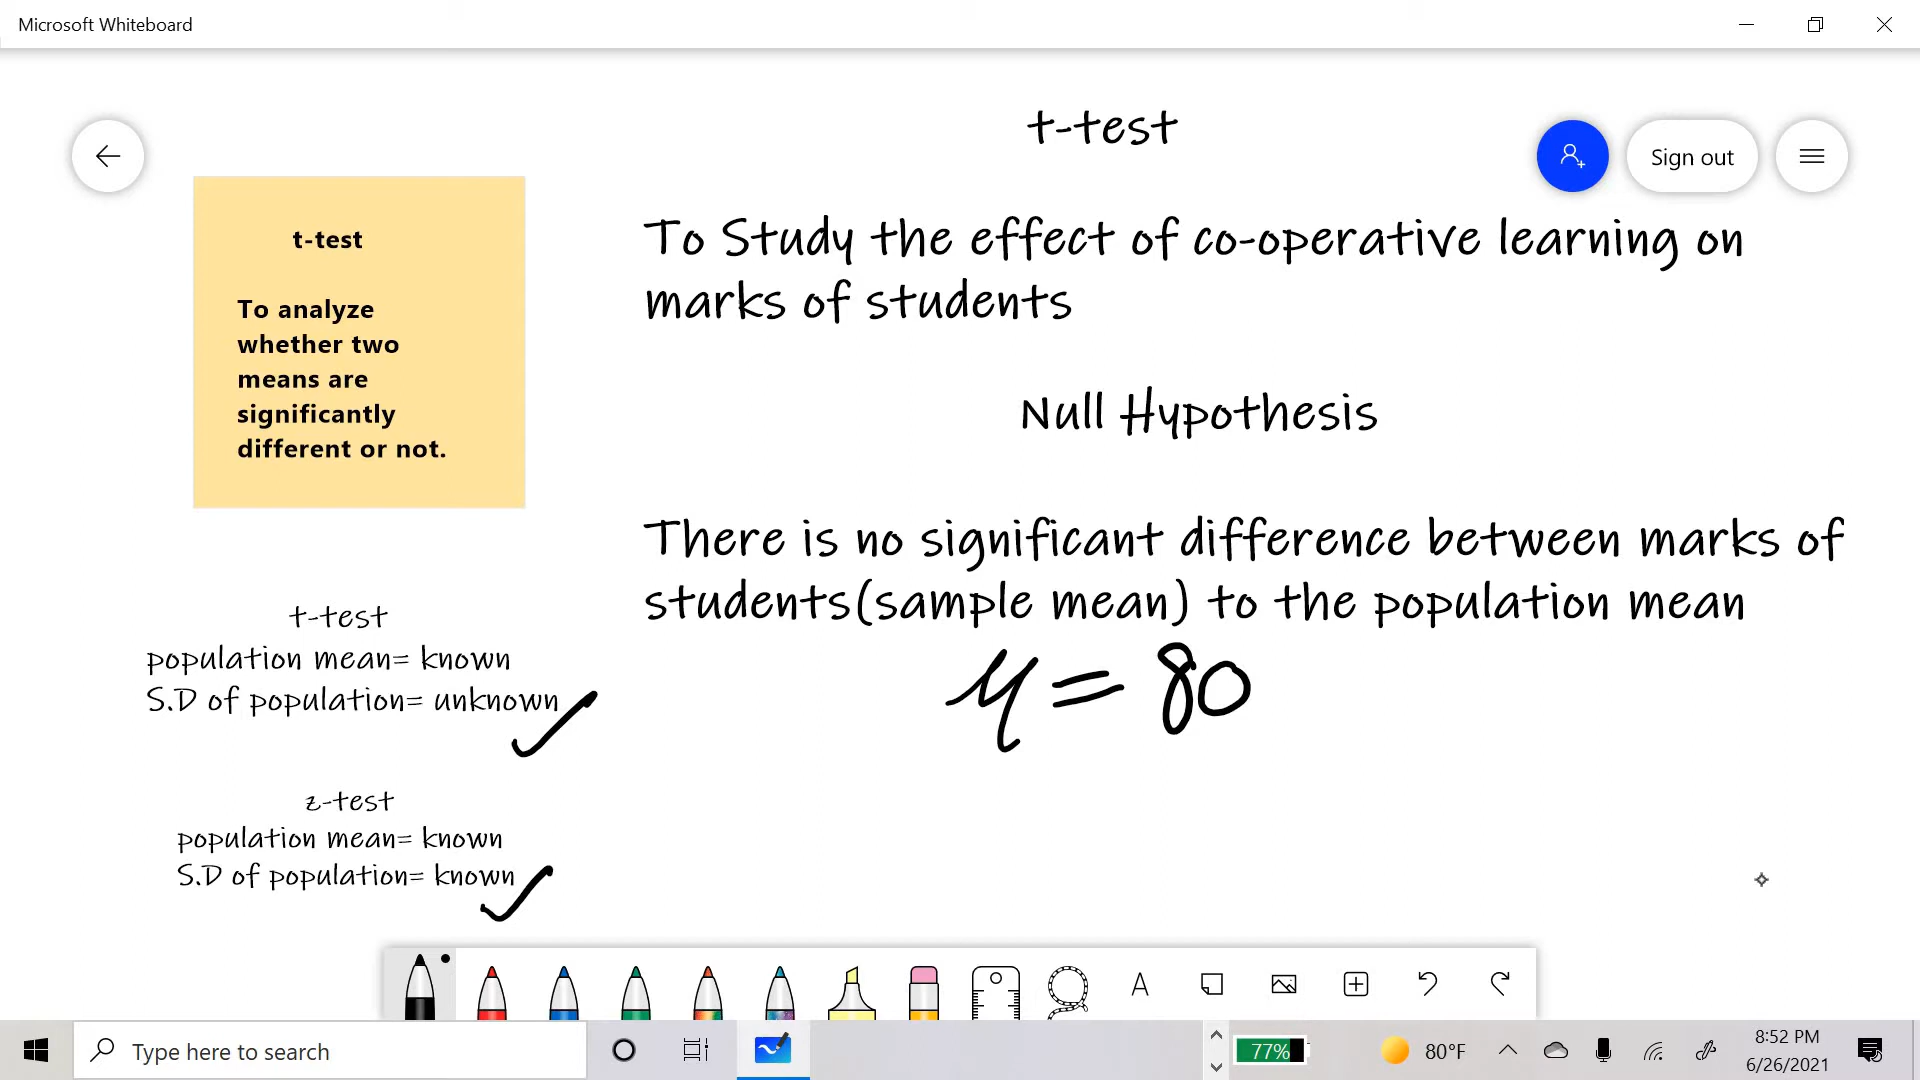 Microsoft Whiteboard
t-test
Sign out
To Study the effect of co-operative learning on
marks of students
t-test
To analyze
whether two
means are
significantly
different or not.
Null Hypothesis
There is no significant difference between marks of
students(sample mean) to the population mean
μ = 80
t-test
population mean= known
S.D of population= unknown
z-test
population mean= known
S.D of population= known
A
Type here to search
77%
80°F
8:52 PM
6/26/2021